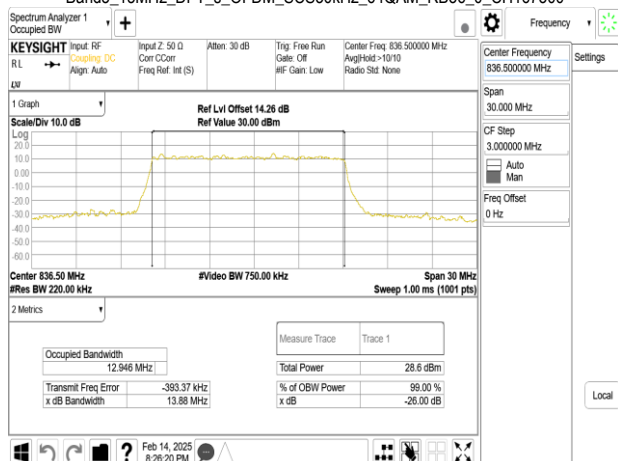 Spectrum Analyzer 1
Occupied BW
+
Frequency
Settings
KEYSIGHT
RL
Input: RF
Coupling: DC
Align: Auto
Input Z: 50 Ω
Corr CCorr
Freq Ref: Int (S)
Atten: 30 dB
Trig: Free Run
Gate: Off
#IF Gain: Low
Center Freq: 836.500000 MHz
Avg|Hold:>10/10
Radio Std: None
LXI
1 Graph
Scale/Div 10.0 dB
Ref Lvl Offset 14.26 dB
Ref Value 30.00 dBm
Log
20.0
10.0
0.00
-10.0
-20.0
-30.0
-40.0
-50.0
-60.0
Center 836.50 MHz
#Video BW 750.00 kHz
Span 30 MHz
#Res BW 220.00 kHz
Sweep 1.00 ms (1001 pts)
2 Metrics
Measure Trace
Trace 1
Occupied Bandwidth
12.946 MHz
Total Power
28.6 dBm
Transmit Freq Error
-393.37 kHz
% of OBW Power
99.00 %
x dB Bandwidth
13.88 MHz
x dB
-26.00 dB
Center Frequency
836.500000 MHz
Span
30.000 MHz
CF Step
3.000000 MHz
Auto
Man
Freq Offset
0 Hz
Local
?
Feb 14, 2025
8:26:20 PM